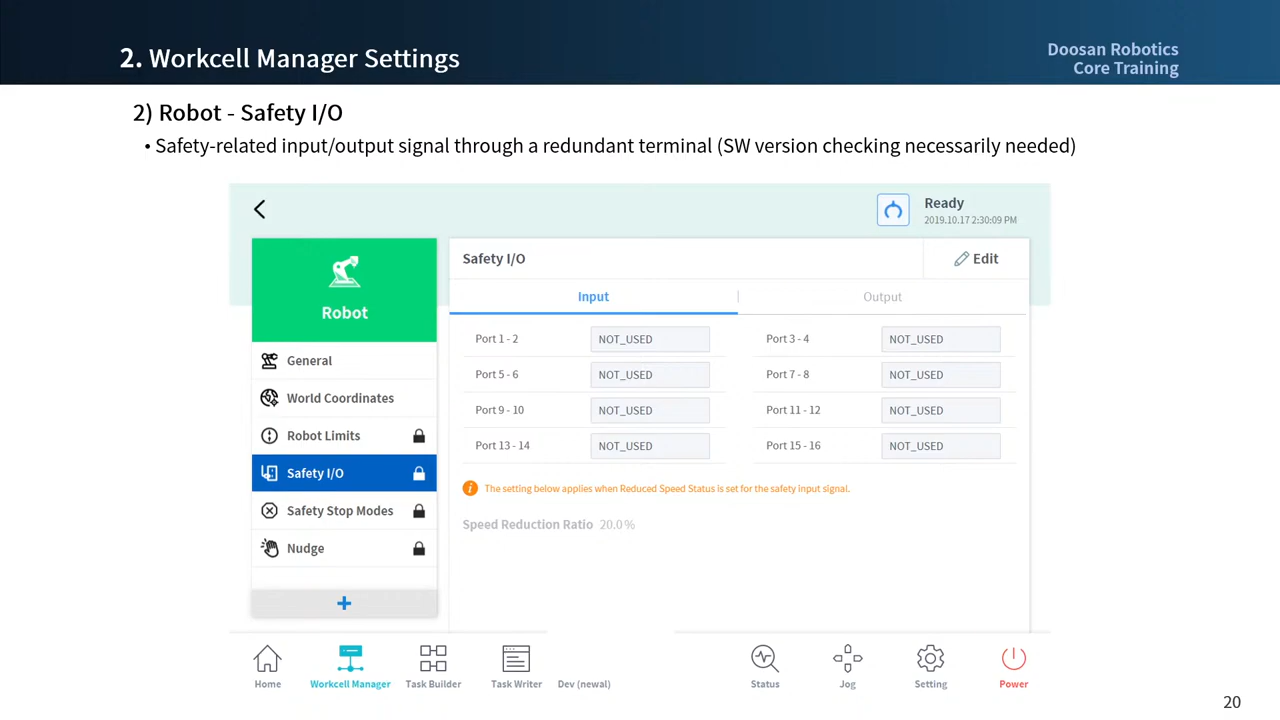 2. Workcell Manager Settings
Doosan Robotics
Core Training
2) Robot - Safety I/O
• Safety-related input/output signal through a redundant terminal (SW version checking necessarily needed)
Ready
2019.10.17 2:30:09 PM
Robot
General
World Coordinates
Robot Limits
Safety I/O
Safety Stop Modes
Nudge
+
Safety I/O
Edit
Input
Output
Port 1 - 2 NOT_USED Port 3 - 4 NOT_USED
Port 5 - 6 NOT_USED Port 7 - 8 NOT_USED
Port 9 - 10 NOT_USED Port 11 - 12 NOT_USED
Port 13 - 14 NOT_USED Port 15 - 16 NOT_USED
The setting below applies when Reduced Speed Status is set for the safety input signal.
Speed Reduction Ratio 20.0 %
Home Workcell Manager Task Builder Task Writer Dev (newal) Status Jog Setting Power
20